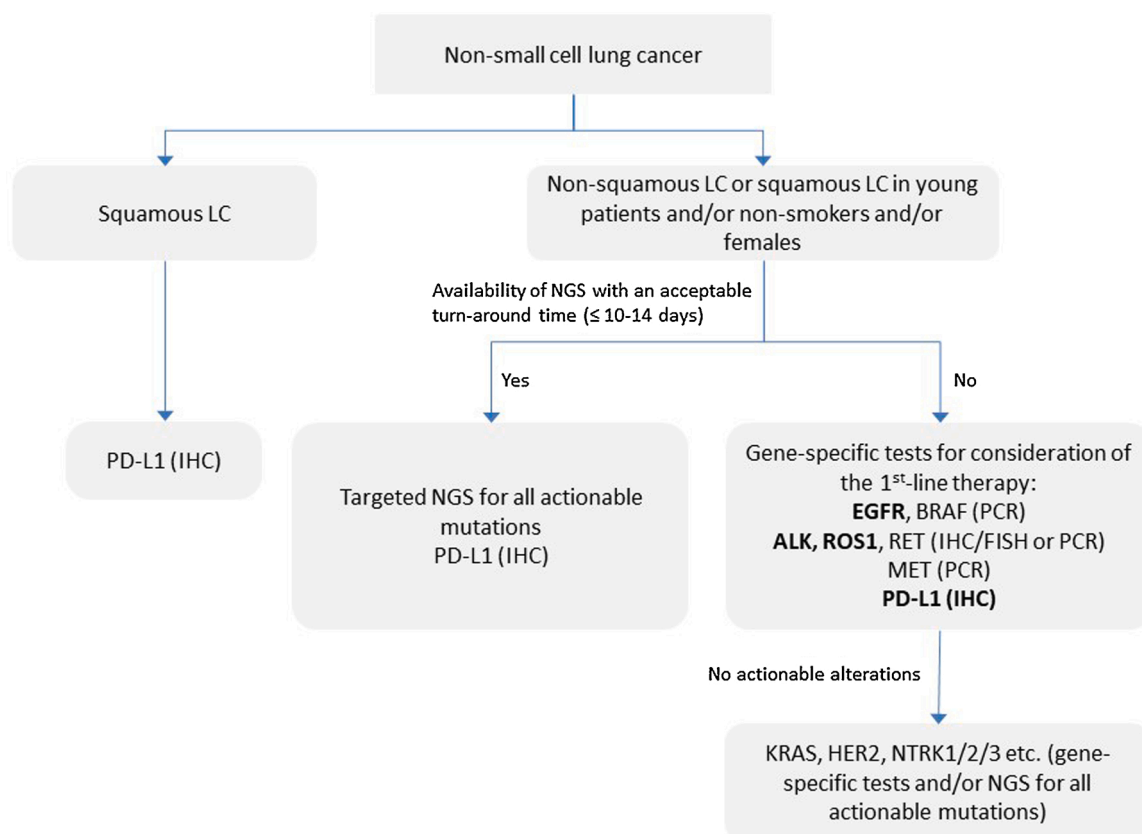 Non-small cell lung cancer
Squamous LC
Non-squamous LC or squamous LC in young
patients and/or non-smokers and/or
females
Availability of NGS with an acceptable
turn-around time (≤ 10-14 days)
Yes
No
PD-L1 (IHC)
Targeted NGS for all actionable
mutations
PD-L1 (IHC)
Gene-specific tests for consideration of
the 1st-line therapy:
EGFR, BRAF (PCR)
ALK, ROS1, RET (IHC/FISH or PCR)
MET (PCR)
PD-L1 (IHC)
No actionable alterations
KRAS, HER2, NTRK1/2/3 etc. (gene-
specific tests and/or NGS for all
actionable mutations)